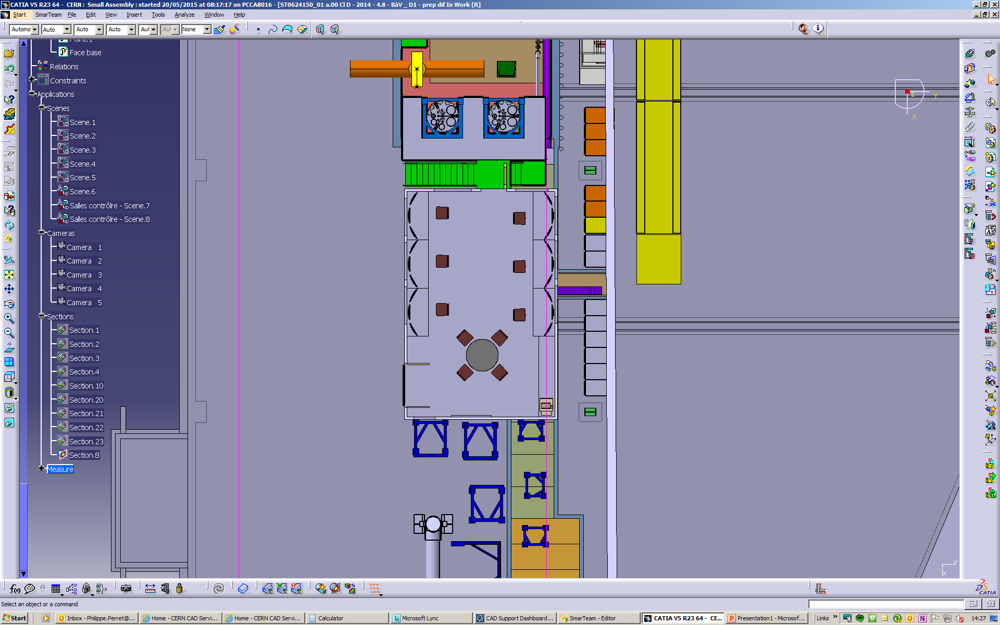 CATIA V5 R23 64 - CERN : Small Assembly : started 20/05/2015 at 08:17:17 on PCCA8016 - [ST0624150_01 a.00 Cl D - 2014 - 4.8 - BàV _ D1 - prep dif In Work (R]
Start SmarTeam File Edit View Insert Tools Analyze Window Help
Automa Auto Auto Auto Aut Aut None
Point.1
Face base
Relations
Constraints
Applications
Scenes
Scene.1
Scene.2
Scene.3
Scene.4
Scene.5
Scene.6
Salles contrôlre - Scene.7
Salles contrôlre - Scene.8
Cameras
Camera 1
Camera 2
Camera 3
Camera 4
Camera 5
Sections
Section.1
Section.2
Section.3
Section.4
Section.10
Section.20
Section.21
Section.22
Section.23
Section.8
Measure
z
y
x
y
x
f(x)
CATIA
Select an object or a command
Start
Inbox - Philippe.Perret@...
Home - CERN CAD Servi...
Home - CERN CAD Servi...
Calculator
Microsoft Lync
CAD Support Dashboard...
SmarTeam - Editor
CATIA V5 R23 64 - CE...
Presentation1 - Microsof...
Links
»
14:27